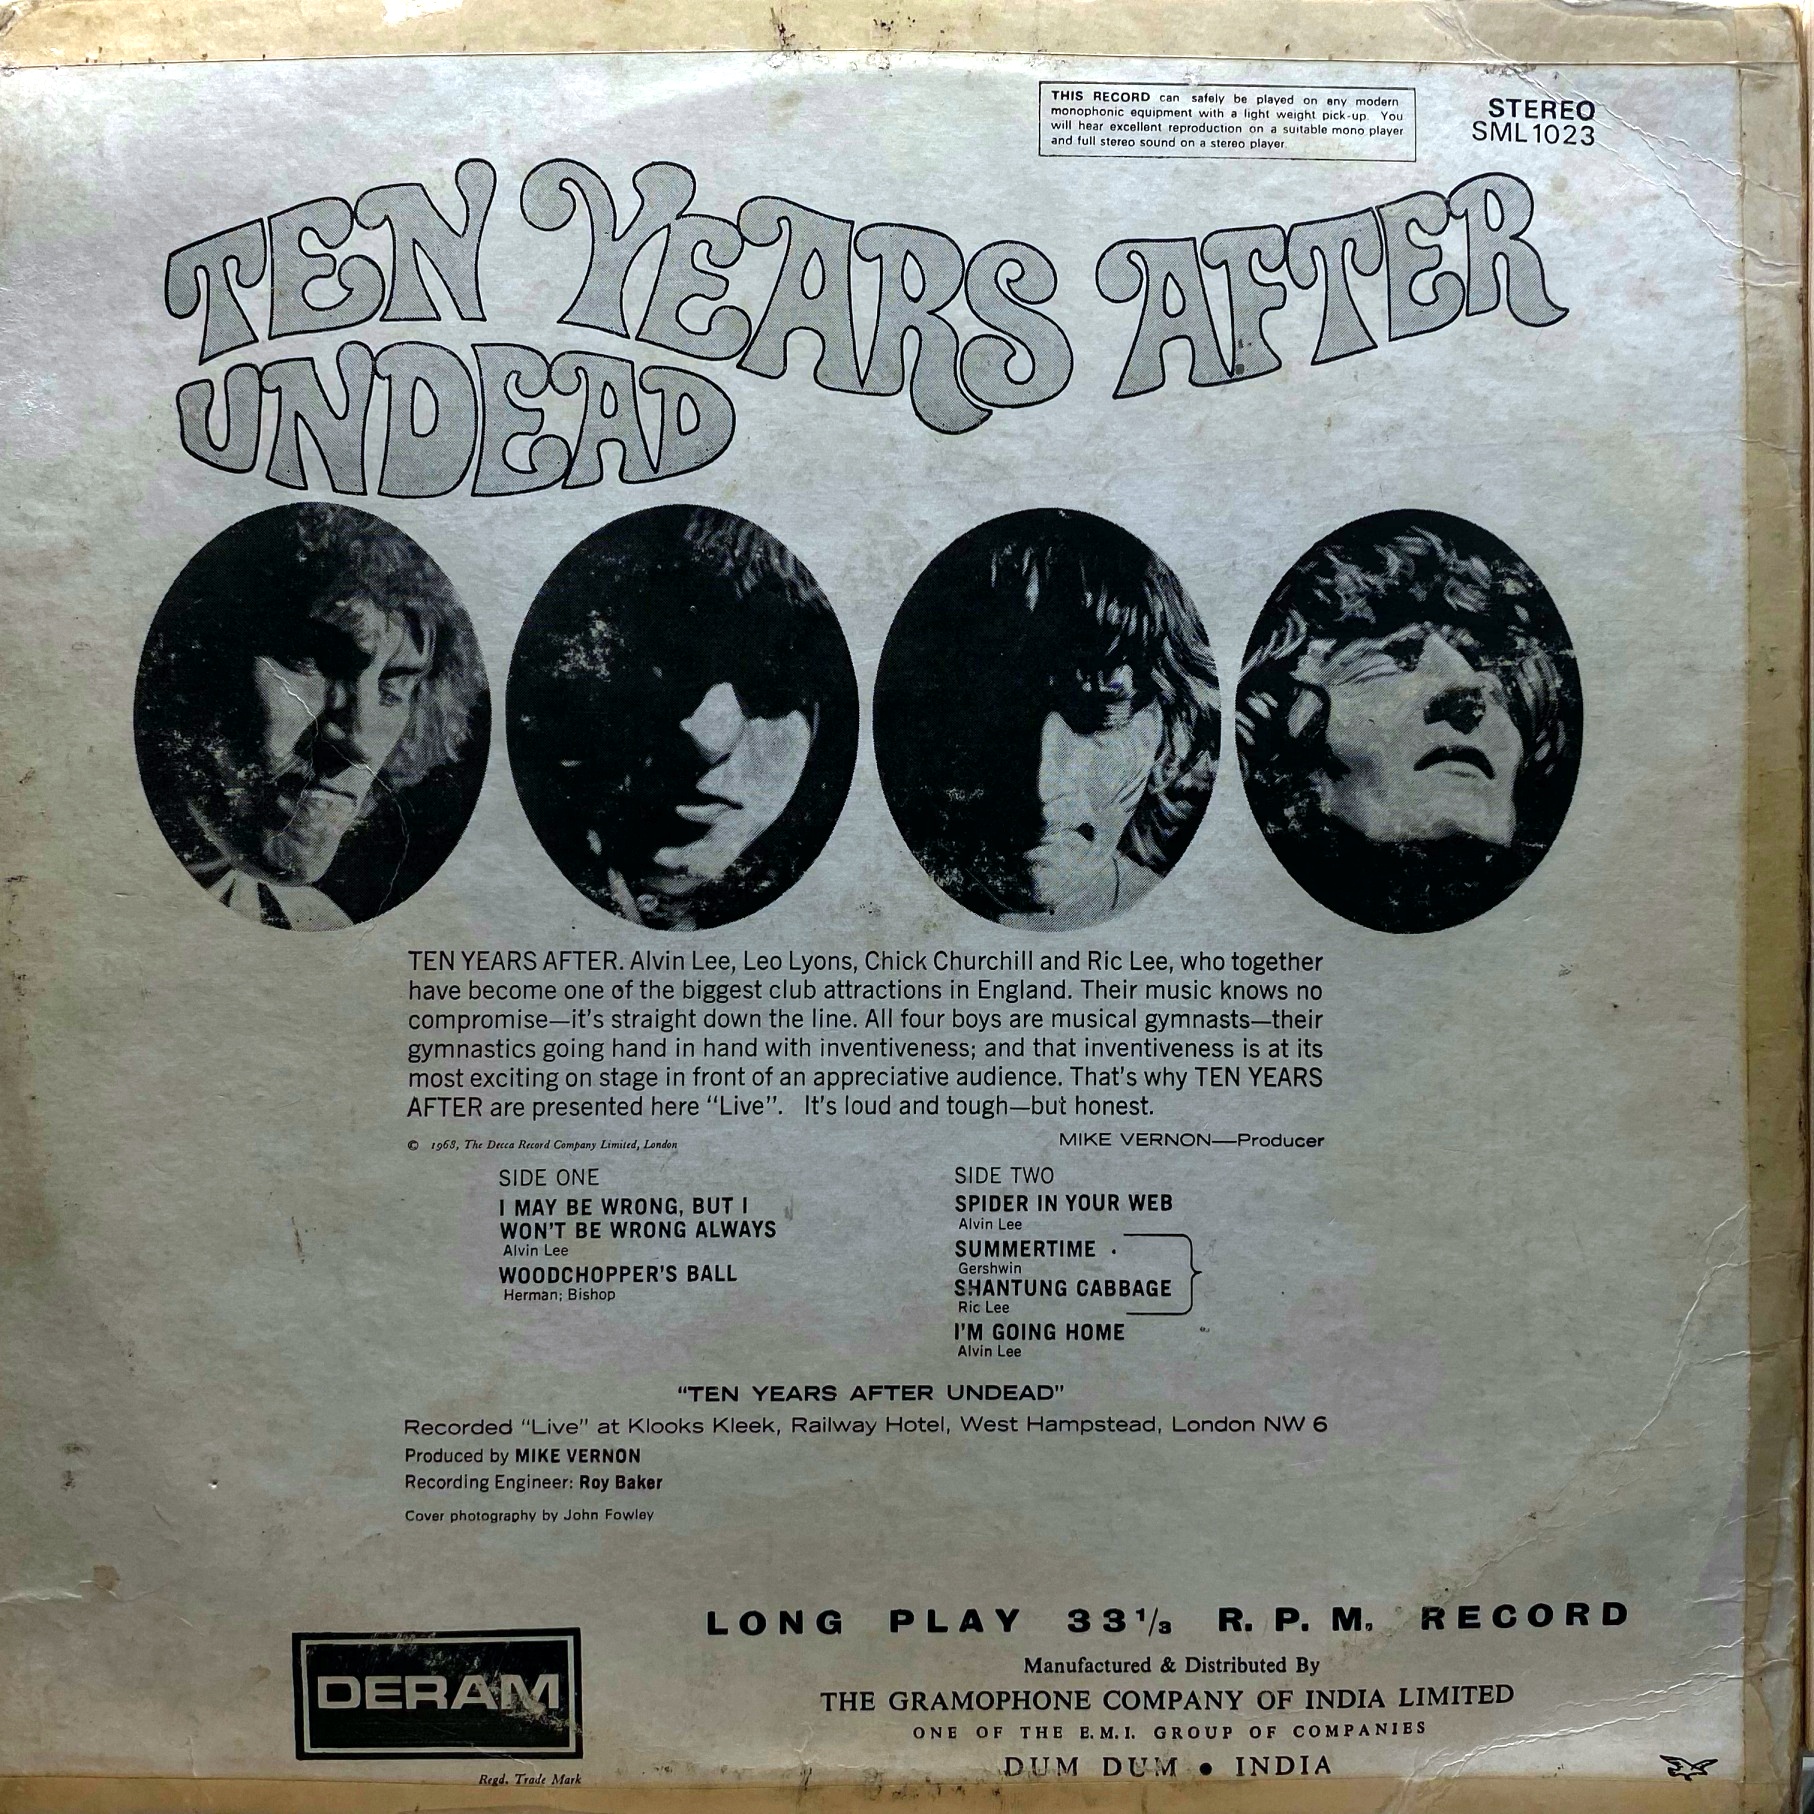 THIS RECORD can safely be played on any modern
monophonic equipment with a light weight pick-up. You
will hear excellent reproduction on a suitable mono player
and full stereo sound on a stereo player.
STEREO
SML 1023
TEN YEARS AFTER
UNDEAD
TEN YEARS AFTER. Alvin Lee, Leo Lyons, Chick Churchill and Ric Lee, who together
have become one of the biggest club attractions in England. Their music knows no
compromise—it's straight down the line. All four boys are musical gymnasts—their
gymnastics going hand in hand with inventiveness; and that inventiveness is at its
most exciting on stage in front of an appreciative audience. That's why TEN YEARS
AFTER are presented here “Live”. It's loud and tough—but honest.
© 1968, The Decca Record Company Limited, London
MIKE VERNON—Producer
SIDE ONE
I MAY BE WRONG, BUT I
WON'T BE WRONG ALWAYS
Alvin Lee
WOODCHOPPER'S BALL
Herman; Bishop
SIDE TWO
SPIDER IN YOUR WEB
Alvin Lee
SUMMERTIME
Gershwin
SHANTUNG CABBAGE
Ric Lee
I'M GOING HOME
Alvin Lee
“TEN YEARS AFTER UNDEAD”
Recorded “Live” at Klooks Kleek, Railway Hotel, West Hampstead, London NW 6
Produced by MIKE VERNON
Recording Engineer: Roy Baker
Cover photography by John Fowley
LONG PLAY 33 1/3 R. P. M. RECORD
Manufactured & Distributed By
THE GRAMOPHONE COMPANY OF INDIA LIMITED
ONE OF THE E.M.I. GROUP OF COMPANIES
DUM DUM ● INDIA
DERAM
Regd. Trade Mark